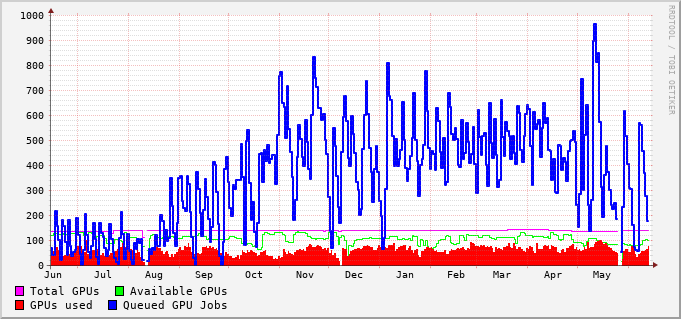 1000
900
800
700
600
500
400
300
200
100
0
Jun Jul Aug Sep Oct Nov Dec Jan Feb Mar Apr May
Total GPUs Available GPUs
GPUs used Queued GPU Jobs
RRDTOOL / TOBI OETIKER